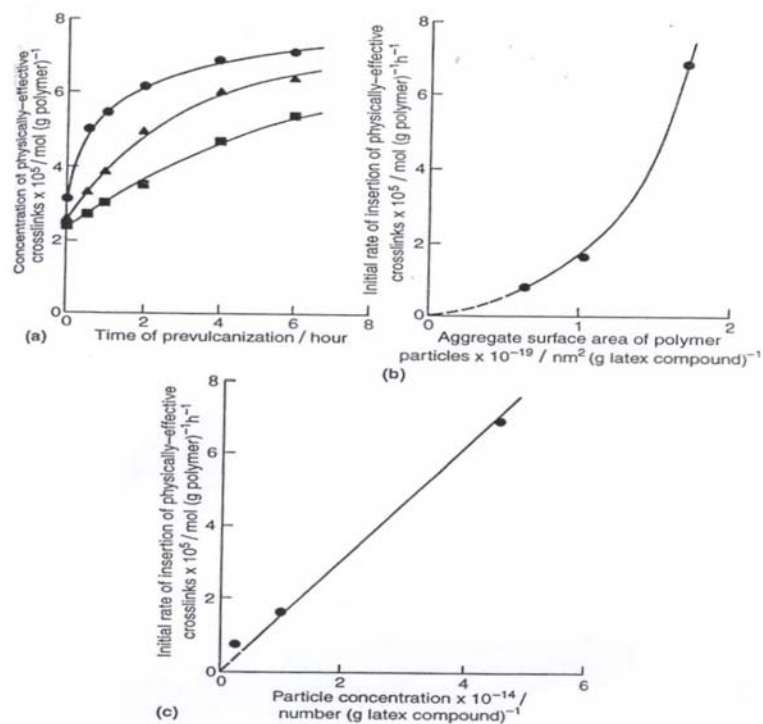 8
6
4
2
0
0
2
4
6
8
Concentration of physically–effective
crosslinks x 10⁵ / mol (g polymer)⁻¹
Time of prevulcanization / hour
(a)
8
6
4
2
0
0
1
2
Initial rate of insertion of physically–effective
crosslinks x 10⁵ / mol (g polymer)⁻¹h⁻¹
Aggregate surface area of polymer
particles x 10⁻¹⁹ / nm² (g latex compound)⁻¹
(b)
8
6
4
2
0
0
2
4
6
Initial rate of insertion of physically–effective
crosslinks x 10⁵ / mol (g polymer)⁻¹h⁻¹
Particle concentration x 10⁻¹⁴ /
number (g latex compound)⁻¹
(c)